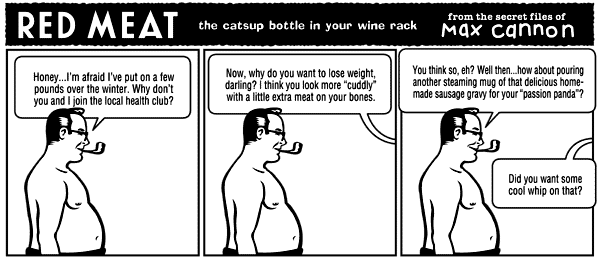 RED MEAT
the catsup bottle in your wine rack
from the secret files of
max cannon
Honey...I'm afraid I've put on a few
pounds over the winter. Why don't
you and I join the local health club?
Now, why do you want to lose weight,
darling? I think you look more "cuddly"
with a little extra meat on your bones.
You think so, eh? Well then...how about pouring
another steaming mug of that delicious home-
made sausage gravy for your "passion panda"?
Did you want some
cool whip on that?